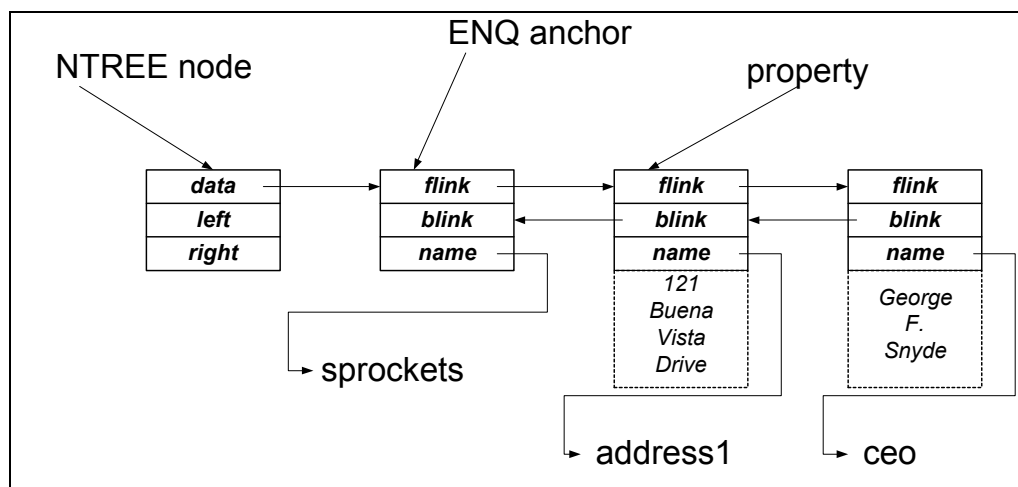 ENQ anchor
NTREE node
property
data flink flink flink
left blink blink blink
right name name name
121
Buena
Vista
Drive
George
F.
Snyde
sprockets
address1
ceo